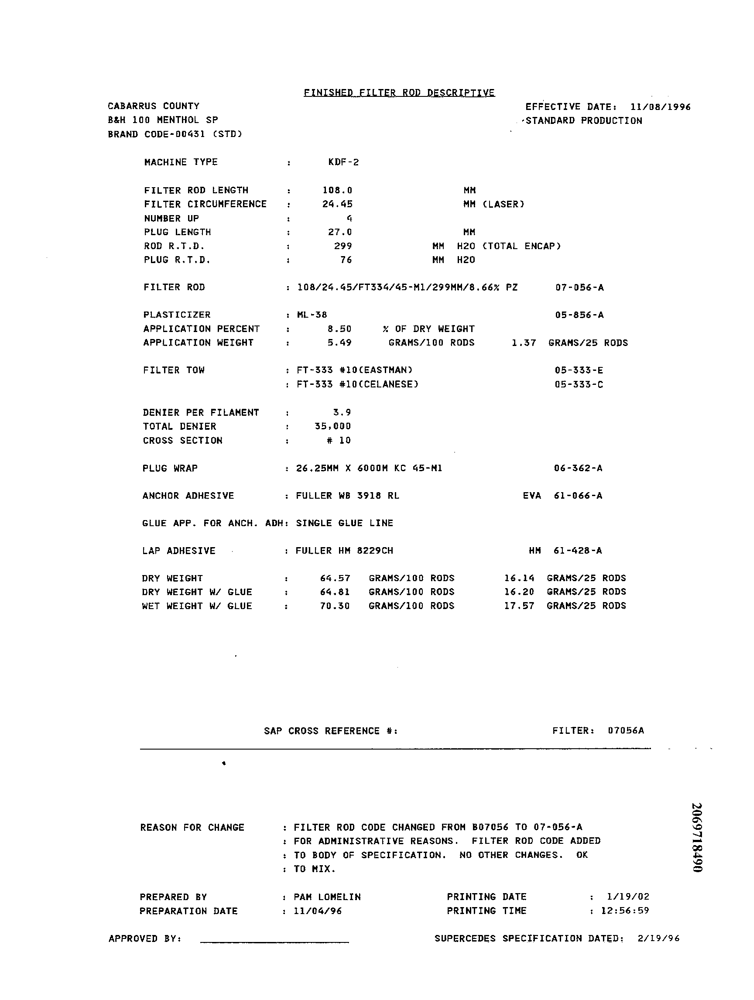 FINISHED FILTER ROD DESCRIPTIVE
CABARRUS COUNTY EFFECTIVE DATE: 11/08/1996
B&H 100 MENTHOL SP STANDARD PRODUCTION
BRAND CODE-00431 (STD)
MACHINE TYPE : KDF-2
FILTER ROD LENGTH : 108.0 MM
FILTER CIRCUMFERENCE : 24.45 MM (LASER)
NUMBER UP : 4
PLUG LENGTH : 27.0 MM
ROD R.T.D. : 299 MM H2O (TOTAL ENCAP)
PLUG R.T.D. : 76 MM H2O
FILTER ROD : 108/24.45/FT334/45-M1/299MM/8.66% PZ 07-056-A
PLASTICIZER : ML-38 05-856-A
APPLICATION PERCENT : 8.50 % OF DRY WEIGHT
APPLICATION WEIGHT : 5.49 GRAMS/100 RODS 1.37 GRAMS/25 RODS
FILTER TOW : FT-333 #10(EASTMAN) 05-333-E
: FT-333 #10(CELANESE) 05-333-C
DENIER PER FILAMENT : 3.9
TOTAL DENIER : 35,000
CROSS SECTION : # 10
PLUG WRAP : 26.25MM X 6000M KC 45-M1 06-362-A
ANCHOR ADHESIVE : FULLER WB 3918 RL EVA 61-066-A
GLUE APP. FOR ANCH. ADH: SINGLE GLUE LINE
LAP ADHESIVE : FULLER HM 8229CH HM 61-428-A
DRY WEIGHT : 64.57 GRAMS/100 RODS 16.14 GRAMS/25 RODS
DRY WEIGHT W/ GLUE : 64.81 GRAMS/100 RODS 16.20 GRAMS/25 RODS
WET WEIGHT W/ GLUE : 70.30 GRAMS/100 RODS 17.57 GRAMS/25 RODS
SAP CROSS REFERENCE #: FILTER: 07056A
REASON FOR CHANGE : FILTER ROD CODE CHANGED FROM B07056 TO 07-056-A
: FOR ADMINISTRATIVE REASONS. FILTER ROD CODE ADDED
: TO BODY OF SPECIFICATION. NO OTHER CHANGES. OK
: TO MIX.
PREPARED BY : PAM LOMELIN PRINTING DATE : 1/19/02
PREPARATION DATE : 11/04/96 PRINTING TIME : 12:56:59
APPROVED BY: SUPERCEDES SPECIFICATION DATED: 2/19/96
2069718490